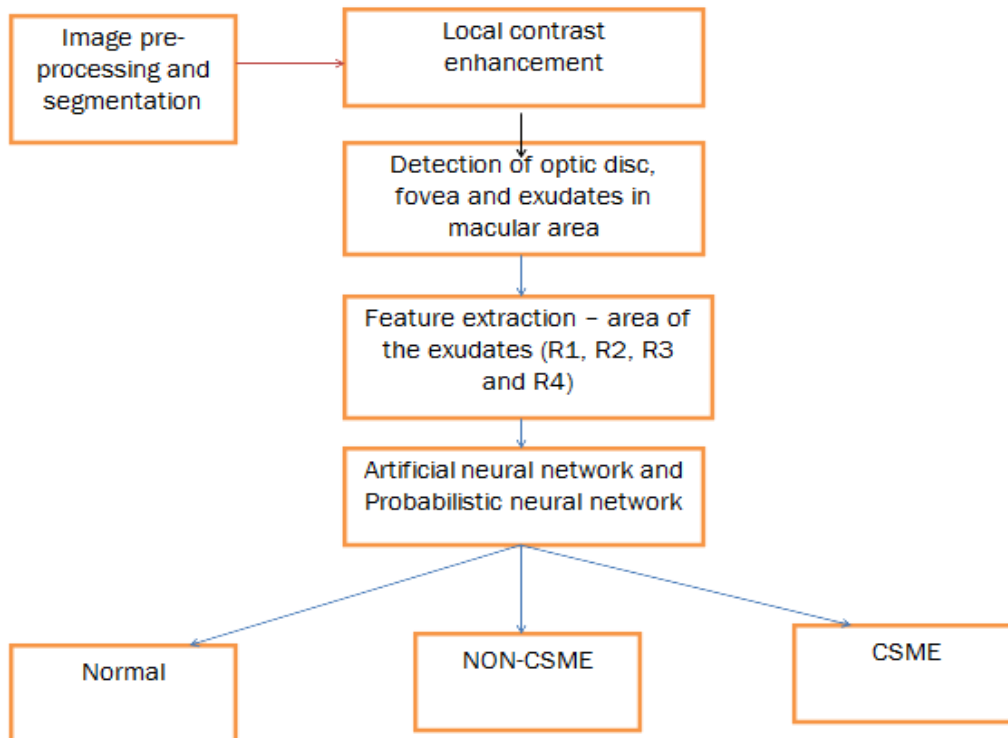 Image pre-
processing and
segmentation
Local contrast
enhancement
Detection of optic disc,
fovea and exudates in
macular area
Feature extraction – area of
the exudates (R1, R2, R3
and R4)
Artificial neural network and
Probabilistic neural network
Normal
NON-CSME
CSME